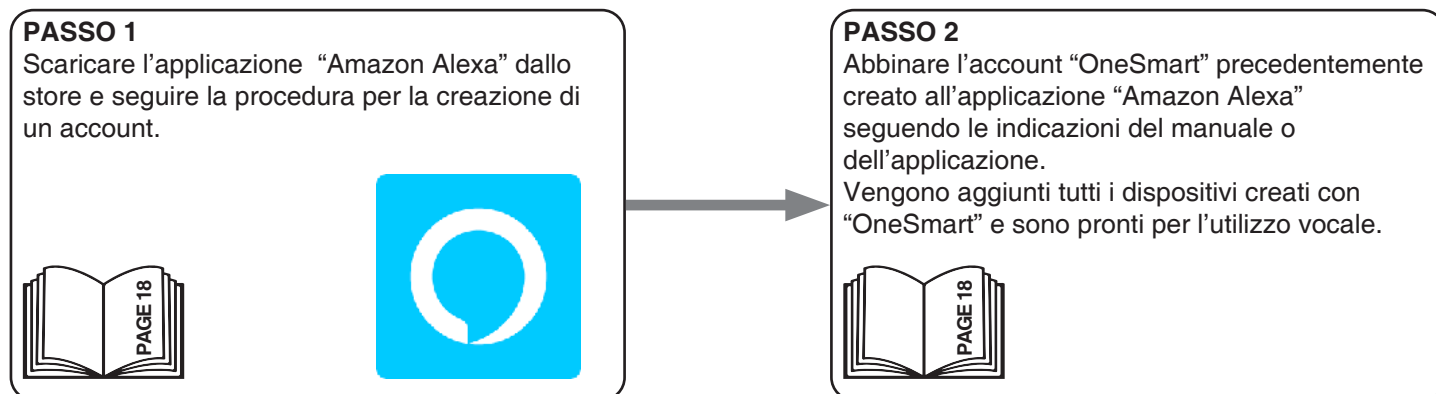 PASSO 1
Scaricare l’applicazione “Amazon Alexa” dallo
store e seguire la procedura per la creazione di
un account.
PAGE 18
PASSO 2
Abbinare l’account “OneSmart” precedentemente
creato all’applicazione “Amazon Alexa”
seguendo le indicazioni del manuale o
dell’applicazione.
Vengono aggiunti tutti i dispositivi creati con
“OneSmart” e sono pronti per l’utilizzo vocale.
PAGE 18